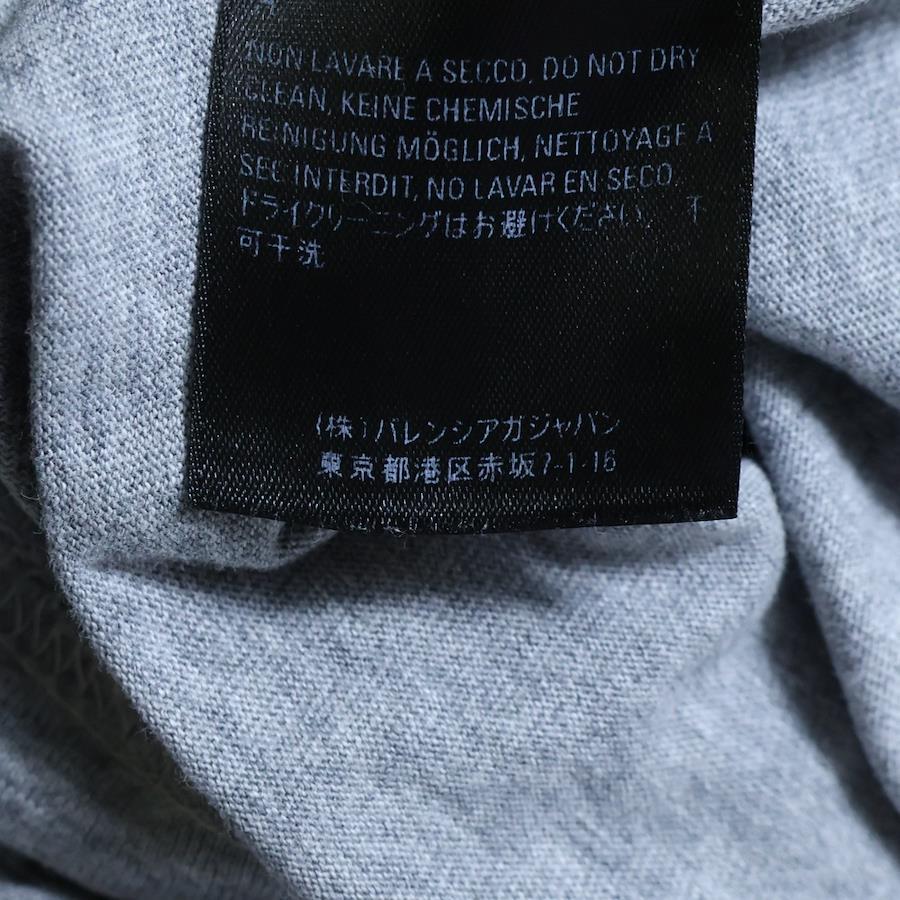 NON LAVARE A SECCO, DO NOT DRY
CLEAN, KEINE CHEMISCHE
REINIGUNG MÖGLICH, NETTOYAGE A
SEC INTERDIT, NO LAVAR EN SECO
ドライクリーニングはお避けください。 不
可干洗
(株)バレンシアガジャパン
東京都港区赤坂7-1-16